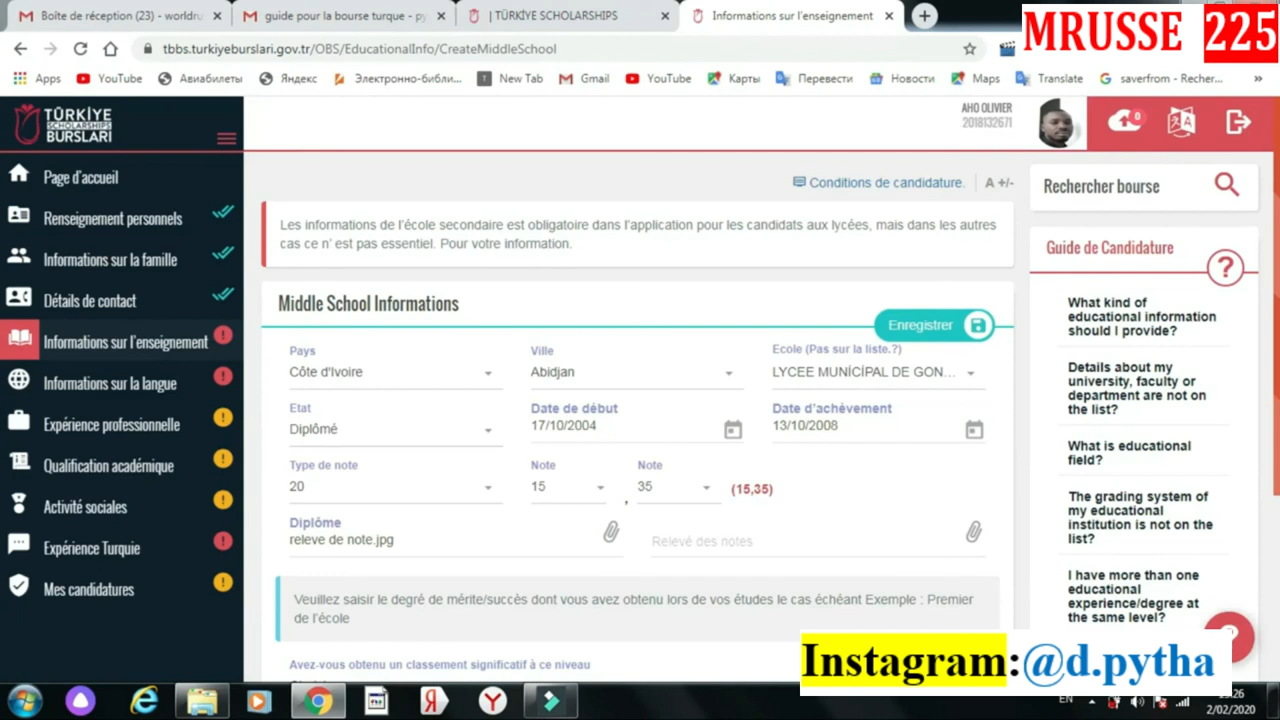 Boîte de réception (23) - worldru
guide pour la bourse turque - py
| TÜRKİYE SCHOLARSHIPS
Informations sur l'enseignement
MRUSSE 225
tbbs.turkiyeburslari.gov.tr/OBS/EducationalInfo/CreateMiddleSchool
Apps
YouTube
Авиабилеты
Яндекс
Электронно-библи...
New Tab
Gmail
YouTube
Карты
Перевести
Новости
Maps
Translate
saverfrom - Recher...
»
TÜRKİYE
SCHOLARSHIPS
BURSLARI
AHO OLIVIER
2018132671
0
Page d'accueil
Renseignement personnels
Informations sur la famille
Détails de contact
Informations sur l'enseignement
Informations sur la langue
Expérience professionnelle
Qualification académique
Activité sociales
Expérience Turquie
Mes candidatures
Conditions de candidature.
A +/-
Les informations de l'école secondaire est obligatoire dans l'application pour les candidats aux lycées, mais dans les autres
cas ce n' est pas essentiel. Pour votre information.
Middle School Informations
Enregistrer
Pays
Ville
Ecole (Pas sur la liste.?)
Côte d'Ivoire
Abidjan
LYCEE MUNİCİPAL DE GON...
Etat
Date de début
Date d'achèvement
Diplômé
17/10/2004
13/10/2008
Type de note
Note
Note
20
15
,
35
(15,35)
Diplôme
releve de note.jpg
Relevé des notes
Veuillez saisir le degré de mérite/succès dont vous avez obtenu lors de vos études le cas échéant Exemple : Premier
de l'école
Avez-vous obtenu un classement significatif à ce niveau
Rechercher bourse
Guide de Candidature
?
What kind of
educational information
should I provide?
Details about my
university, faculty or
department are not on
the list?
What is educational
field?
The grading system of
my educational
institution is not on the
list?
I have more than one
educational
experience/degree at
the same level?
Instagram:@d.pytha
EN
2/02/2020